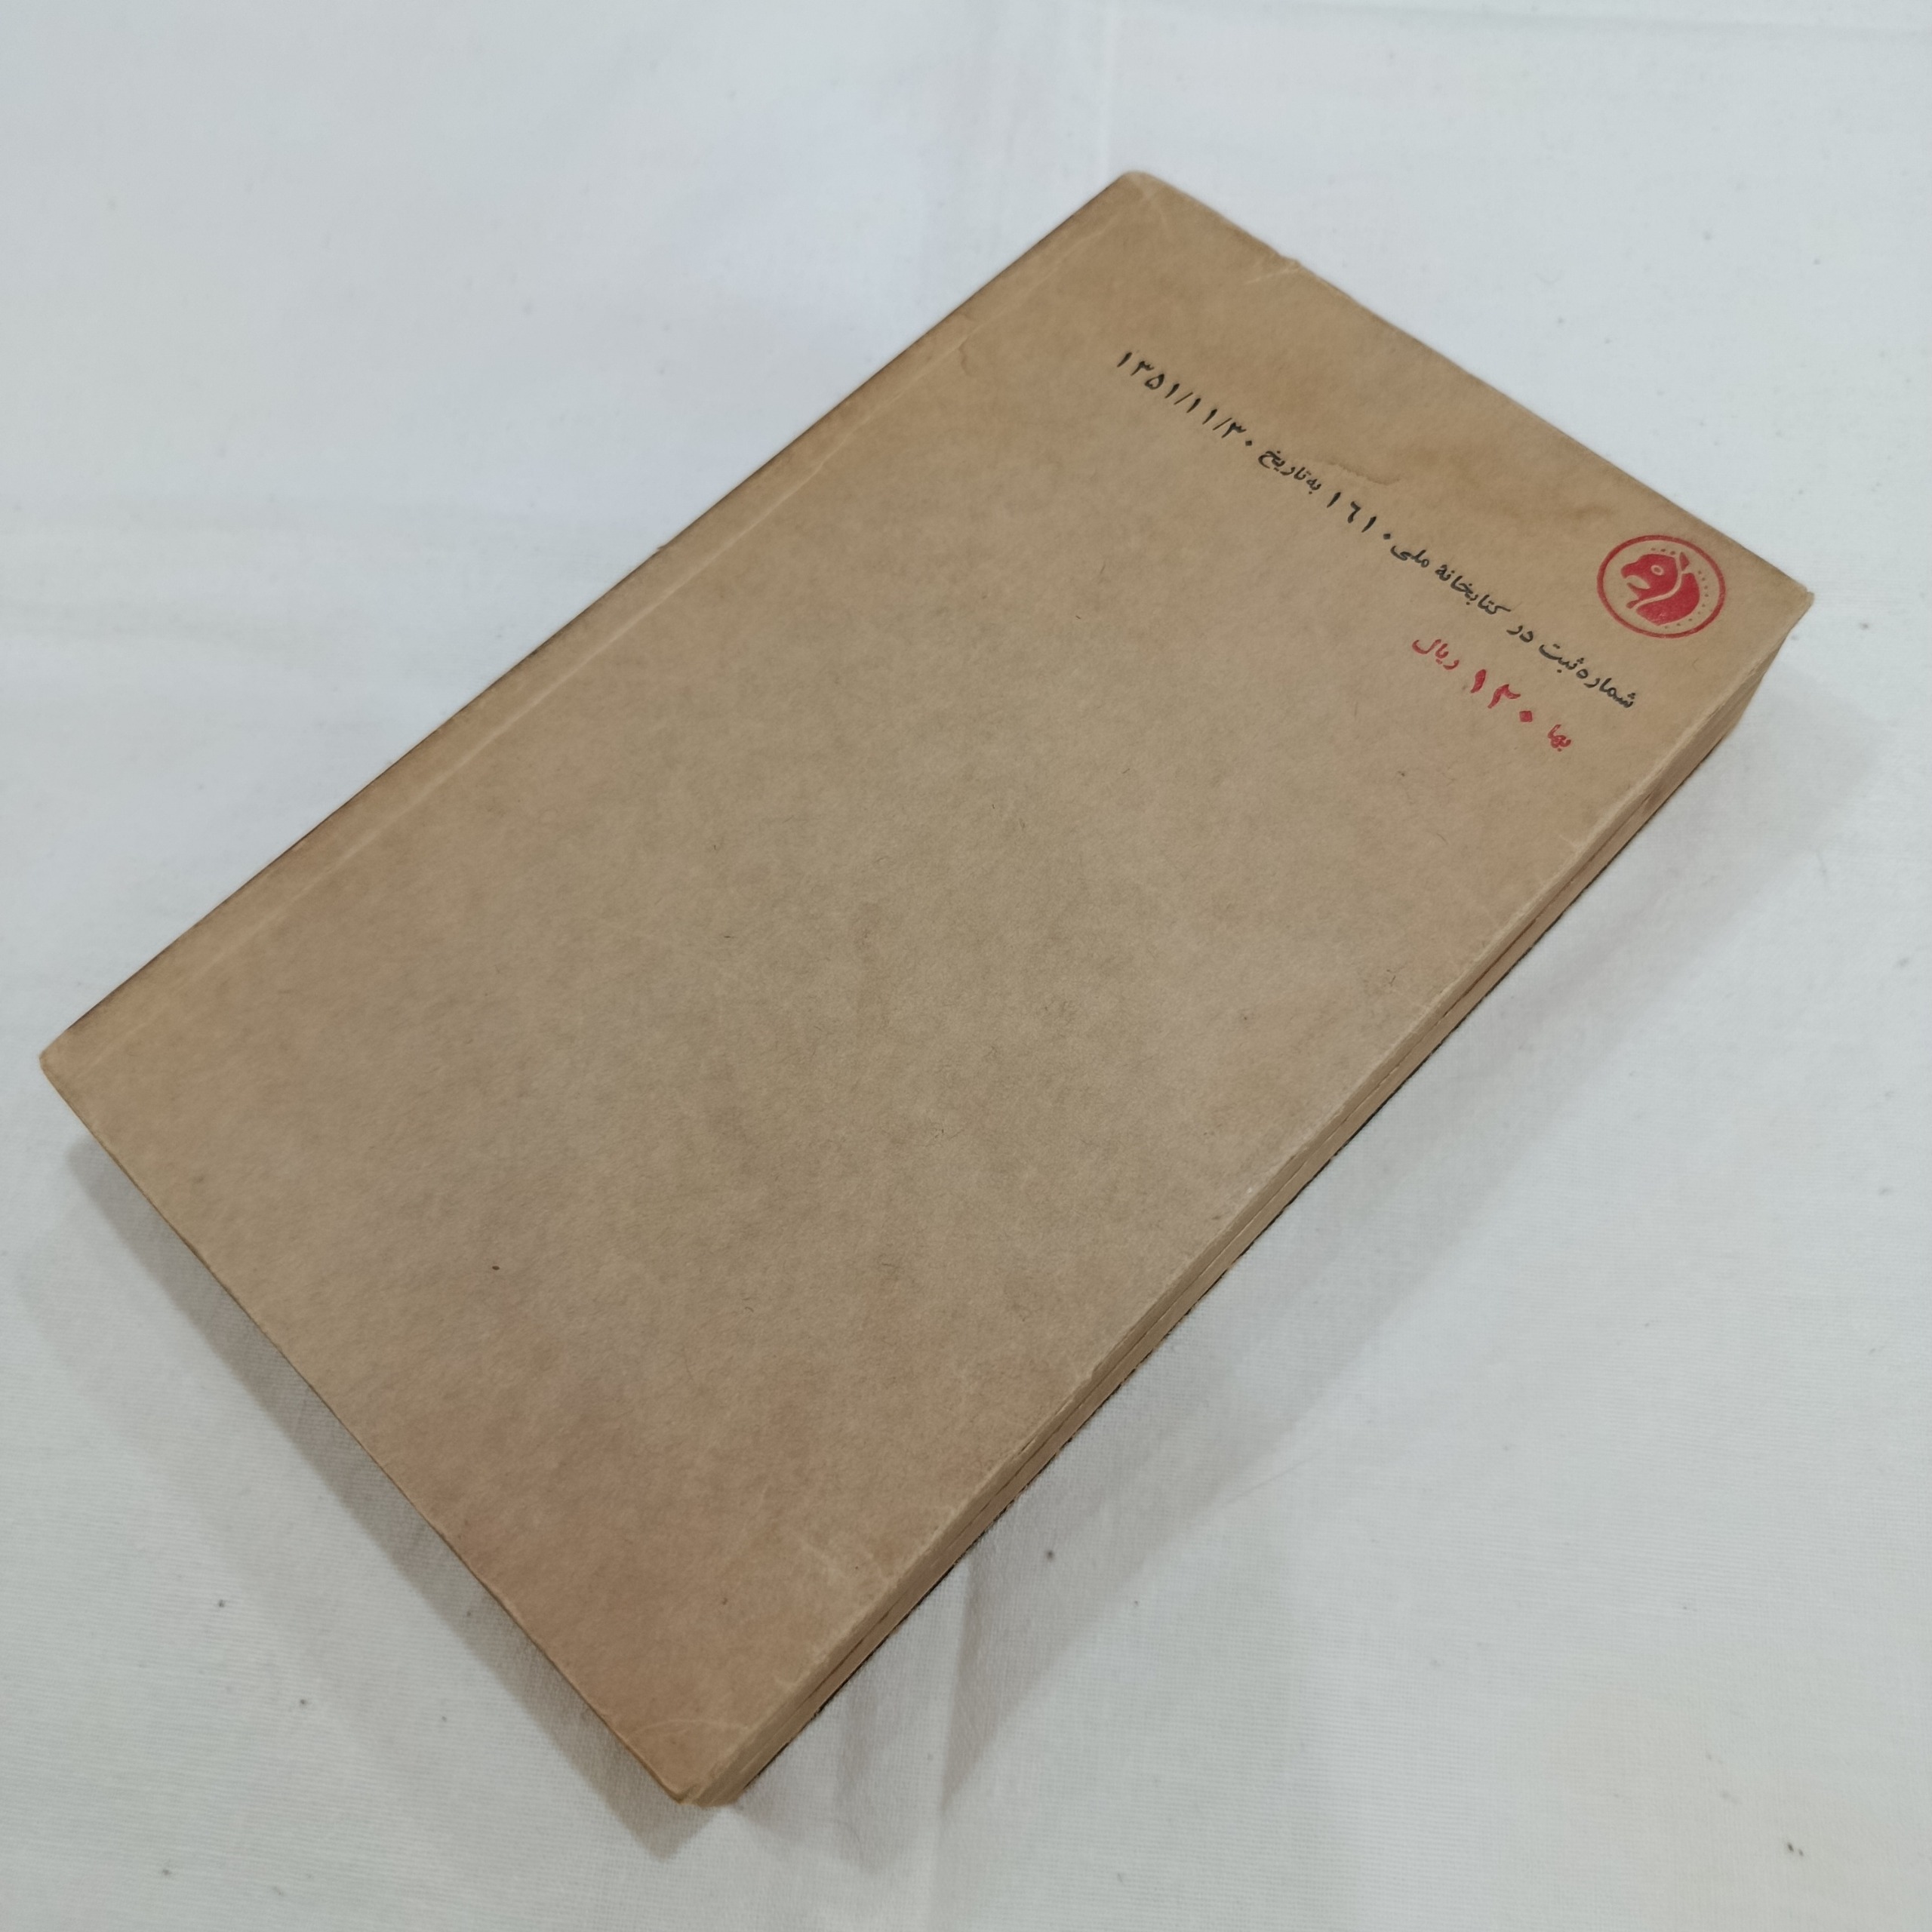 شماره ثبت در کتابخانهٔ ملی ۱۶۱۰ به تاریخ ۱۳۵۱/۱۱/۳۰
بها ۱۲۰ ریال